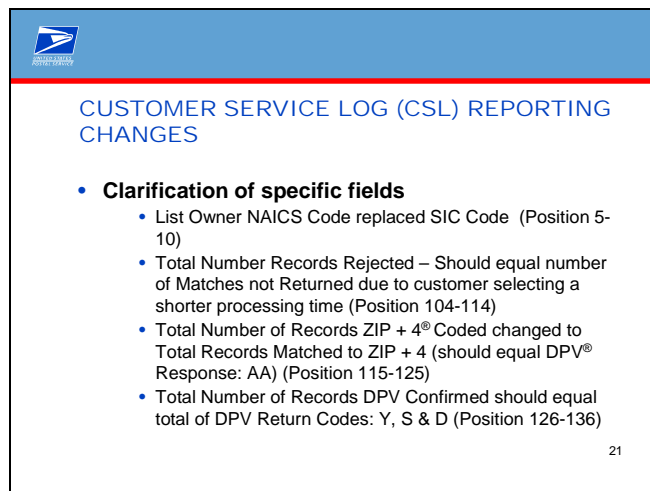 UNITED STATES
POSTAL SERVICE
CUSTOMER SERVICE LOG (CSL) REPORTING
CHANGES
• Clarification of specific fields
• List Owner NAICS Code replaced SIC Code (Position 5-
10)
• Total Number Records Rejected – Should equal number
of Matches not Returned due to customer selecting a
shorter processing time (Position 104-114)
• Total Number of Records ZIP + 4® Coded changed to
Total Records Matched to ZIP + 4 (should equal DPV®
Response: AA) (Position 115-125)
• Total Number of Records DPV Confirmed should equal
total of DPV Return Codes: Y, S & D (Position 126-136)
21